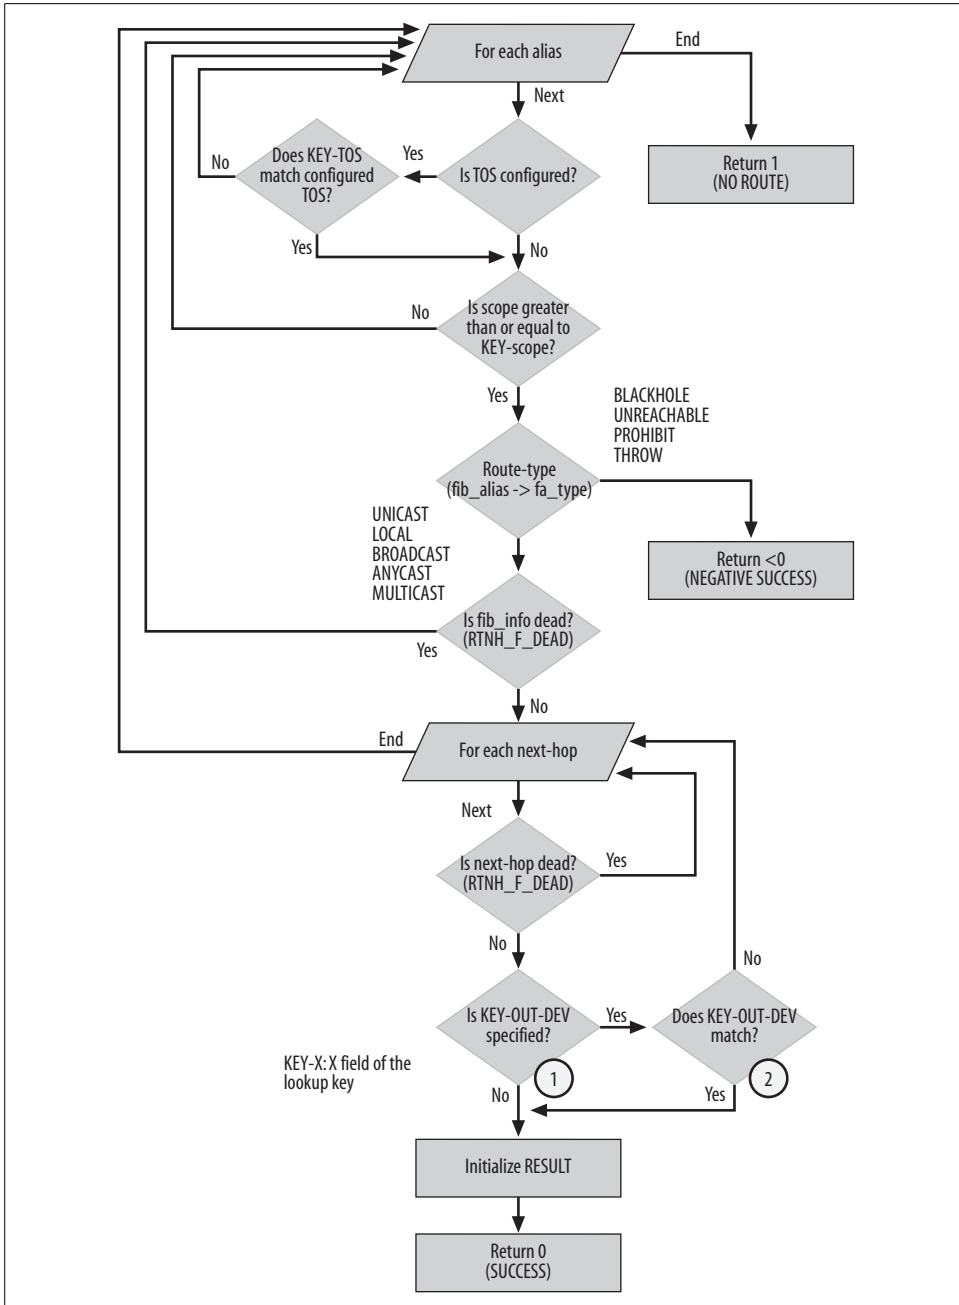 For each alias
End
Next
Return 1
(NO ROUTE)
Does KEY-TOS
match configured
TOS?
No
Yes
Is TOS configured?
Yes
No
Is scope greater
than or equal to
KEY-scope?
No
Yes
BLACKHOLE
UNREACHABLE
PROHIBIT
THROW
Route-type
(fib_alias -> fa_type)
UNICAST
LOCAL
BROADCAST
ANYCAST
MULTICAST
Return <0
(NEGATIVE SUCCESS)
Is fib_info dead?
(RTNH_F_DEAD)
Yes
No
End
For each next-hop
Next
Is next-hop dead?
(RTNH_F_DEAD)
Yes
No
No
Is KEY-OUT-DEV
specified?
Yes
Does KEY-OUT-DEV
match?
KEY-X: X field of the
lookup key
1
2
No
Yes
Initialize RESULT
Return 0
(SUCCESS)